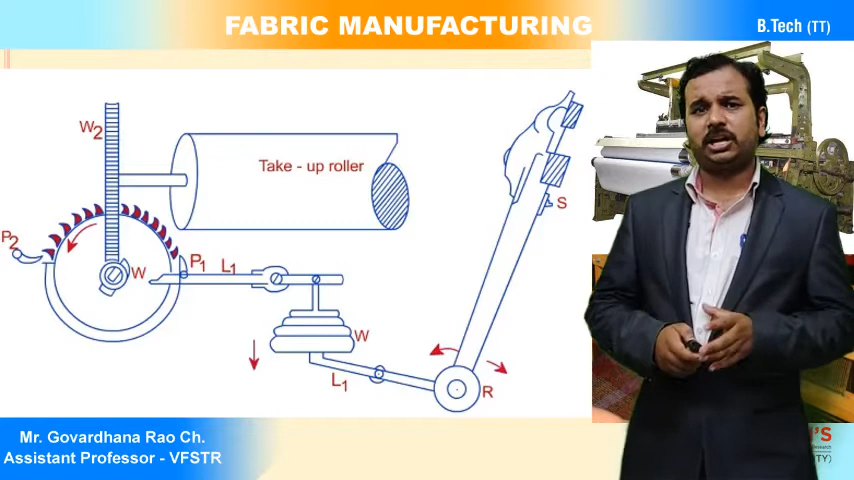 FABRIC MANUFACTURING
B.Tech (TT)
W2
Take - up roller
P2
P1
L1
W
S
W
L1
R
Mr. Govardhana Rao Ch.
Assistant Professor - VFSTR
'S
TY)